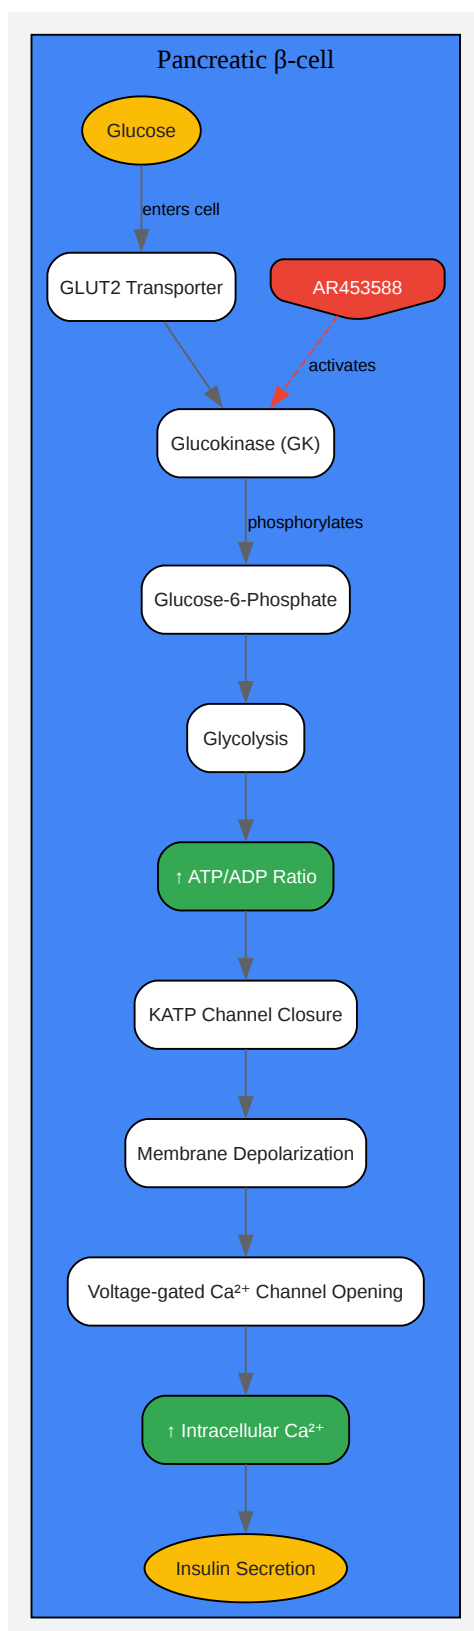 Pancreatic β-cell
Glucose
enters cell
GLUT2 Transporter
AR453588
activates
Glucokinase (GK)
phosphorylates
Glucose-6-Phosphate
Glycolysis
↑ ATP/ADP Ratio
KATP Channel Closure
Membrane Depolarization
Voltage-gated Ca²⁺ Channel Opening
↑ Intracellular Ca²⁺
Insulin Secretion